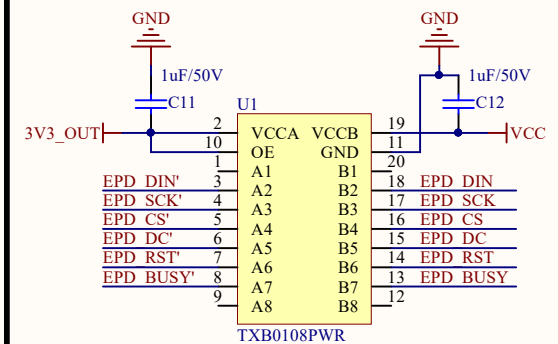 GND GND
1uF/50V 1uF/50V
C11 U1 C12
3V3_OUT 2 VCCA VCCB 19 VCC
10 OE GND 11
1 A1 B1 20
EPD_DIN' 3 A2 B2 18 EPD_DIN
EPD_SCK' 4 A3 B3 17 EPD_SCK
EPD_CS' 5 A4 B4 16 EPD_CS
EPD_DC' 6 A5 B5 15 EPD_DC
EPD_RST' 7 A6 B6 14 EPD_RST
EPD_BUSY' 8 A7 B7 13 EPD_BUSY
9 A8 B8 12
TXB0108PWR